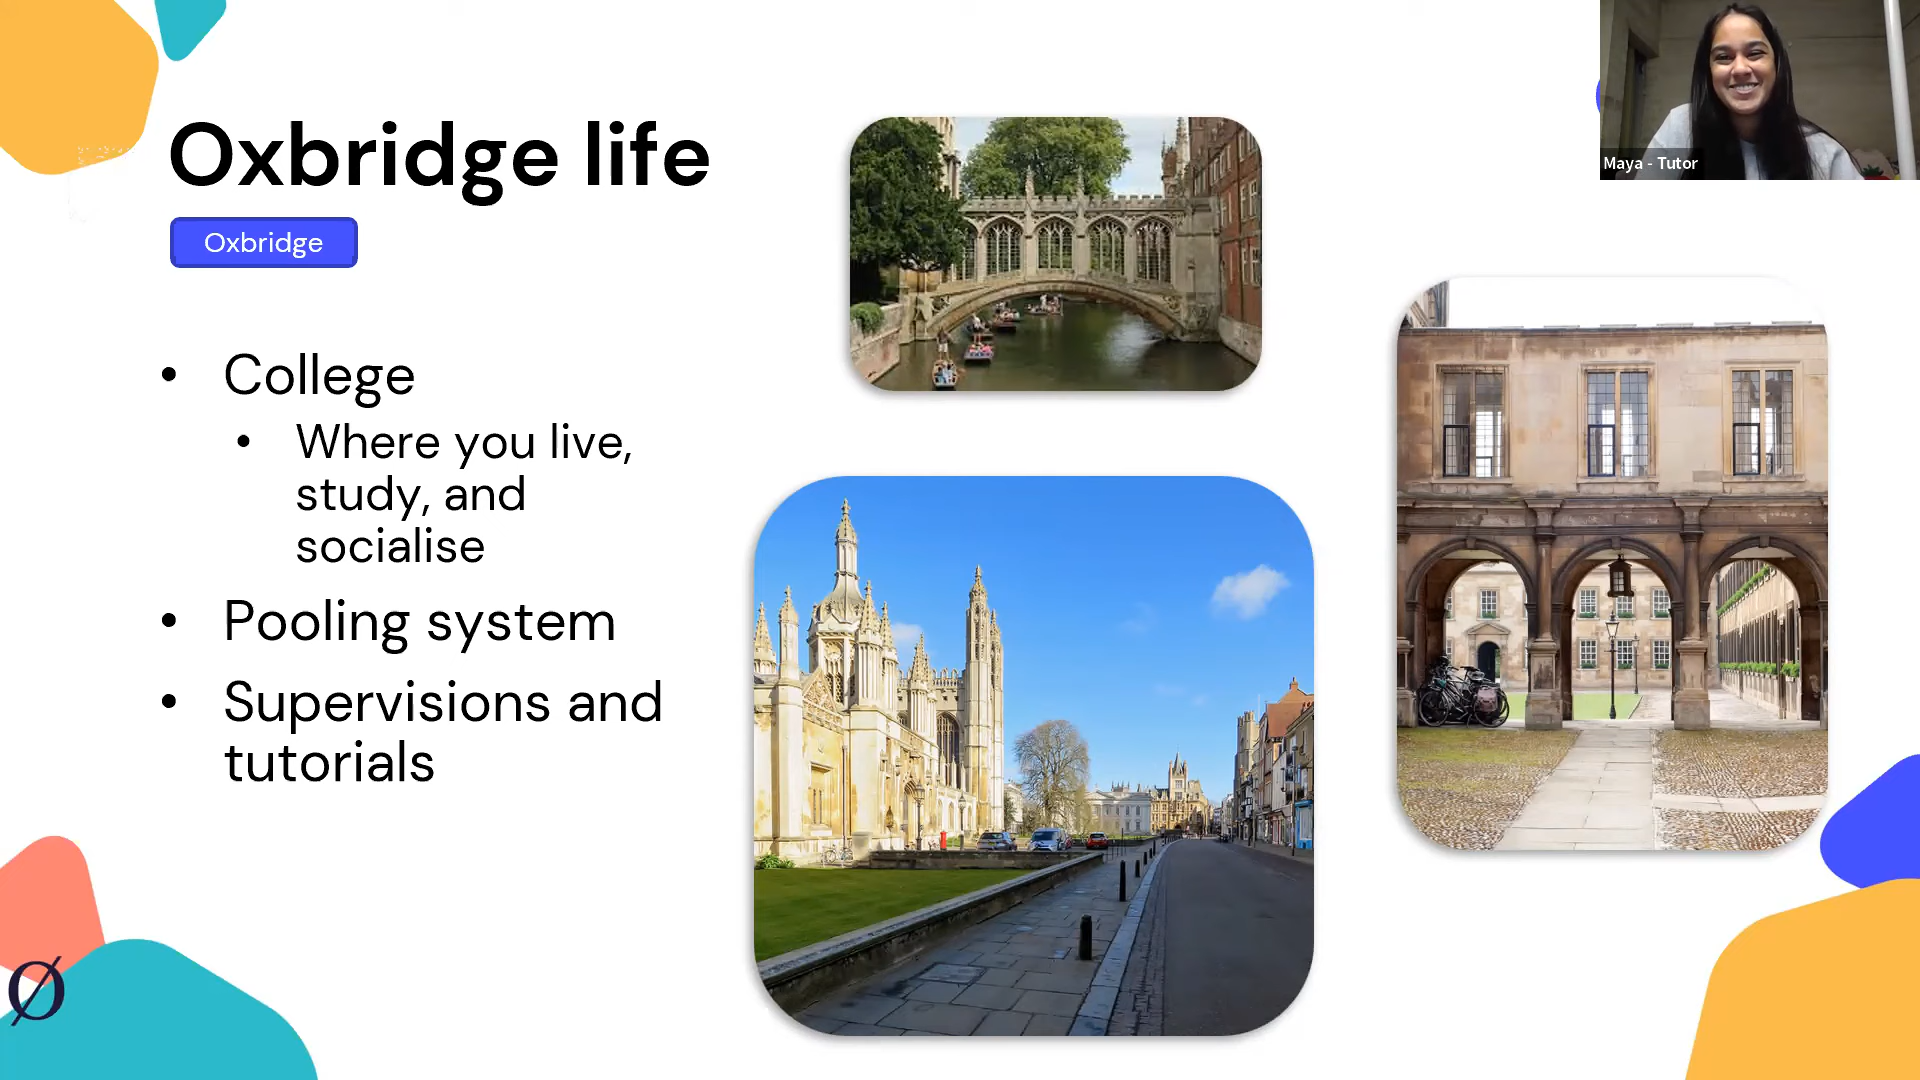 Oxbridge life
Oxbridge
• College
• Where you live,
study, and
socialise
• Pooling system
• Supervisions and
tutorials
Maya - Tutor
Ø